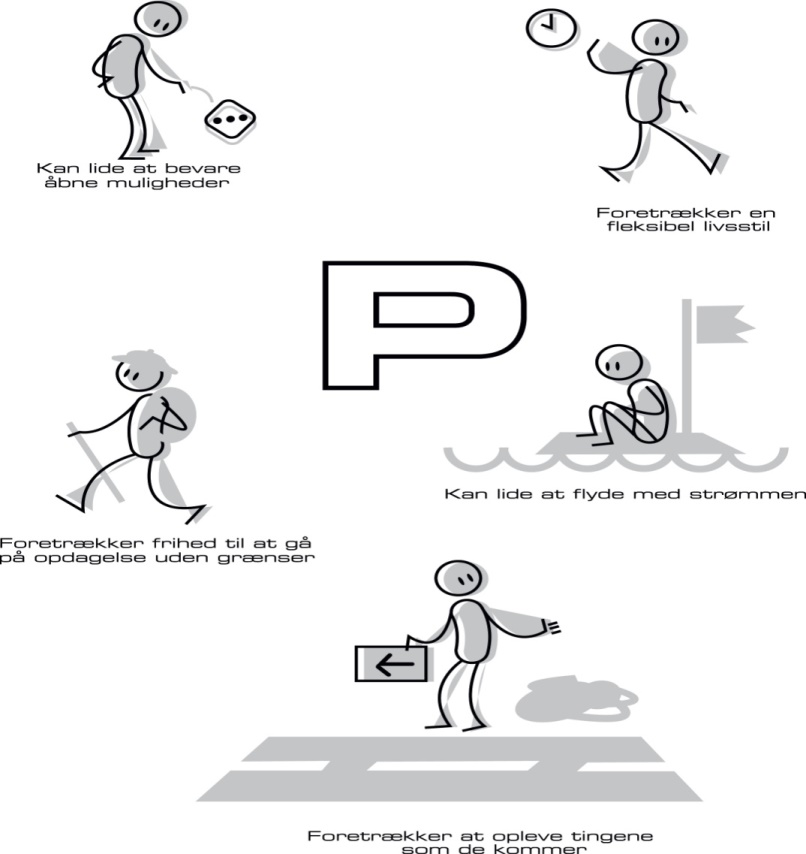 Kan lide at bevare
åbne muligheder
Foretrækker en
fleksibel livsstil
P
Kan lide at flyde med strømmen
Foretrækker frihed til at gå
på opdagelse uden grænser
Foretrækker at opleve tingene
som de kommer